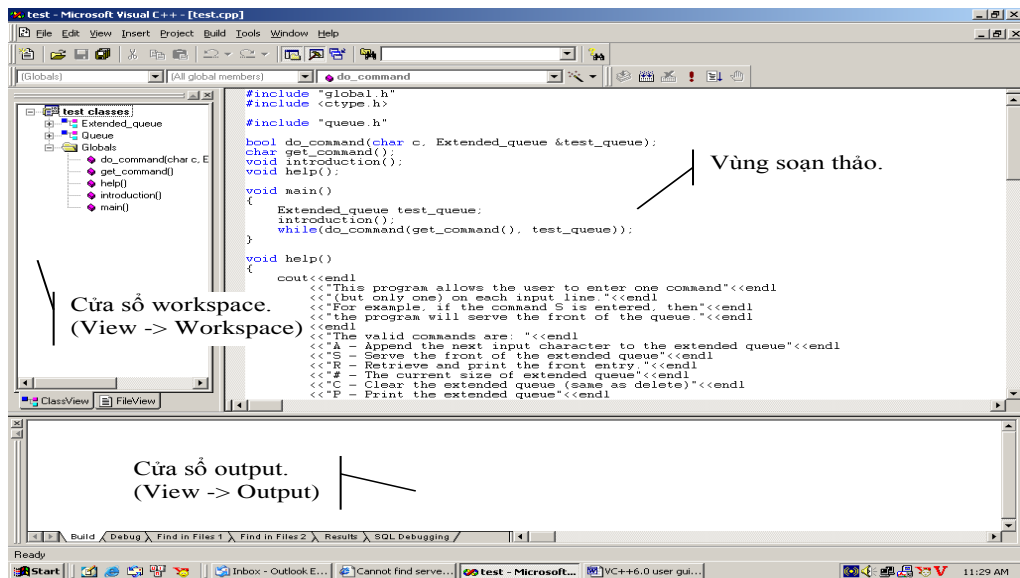 test - Microsoft Visual C++ - [test.cpp]
File Edit View Insert Project Build Tools Window Help
(Globals) (All global members) do_command
test classes
Extended_queue
Queue
Globals
do_command(char c, E
get_command()
help()
introduction()
main()
ClassView FileView
#include "global.h"
#include <ctype.h>
#include "queue.h"
bool do_command(char c, Extended_queue &test_queue);
char get_command();
void introduction();
void help();
void main()
{
Extended_queue test_queue;
introduction();
while(do_command(get_command(), test_queue));
}
void help()
{
cout<<endl
<<"This program allows the user to enter one command"<<endl
<<"(but only one) on each input line."<<endl
<<"For example, if the command S is entered, then"<<endl
<<"the program will serve the front of the queue."<<endl
<<endl
<<"The valid commands are: "<<endl
<<"A - Append the next input character to the extended queue"<<endl
<<"S - Serve the front of the extended queue"<<endl
<<"R - Retrieve and print the front entry."<<endl
<<"# - The current size of extended queue"<<endl
<<"C - Clear the extended queue (same as delete)"<<endl
<<"P - Print the extended queue"<<endl
Vùng soạn thảo.
Cửa sổ workspace.
(View -> Workspace)
Cửa sổ output.
(View -> Output)
Build Debug Find in Files 1 Find in Files 2 Results SQL Debugging
Ready
Start Inbox - Outlook E... Cannot find serve... test - Microsoft... VC++6.0 user gui... 11:29 AM